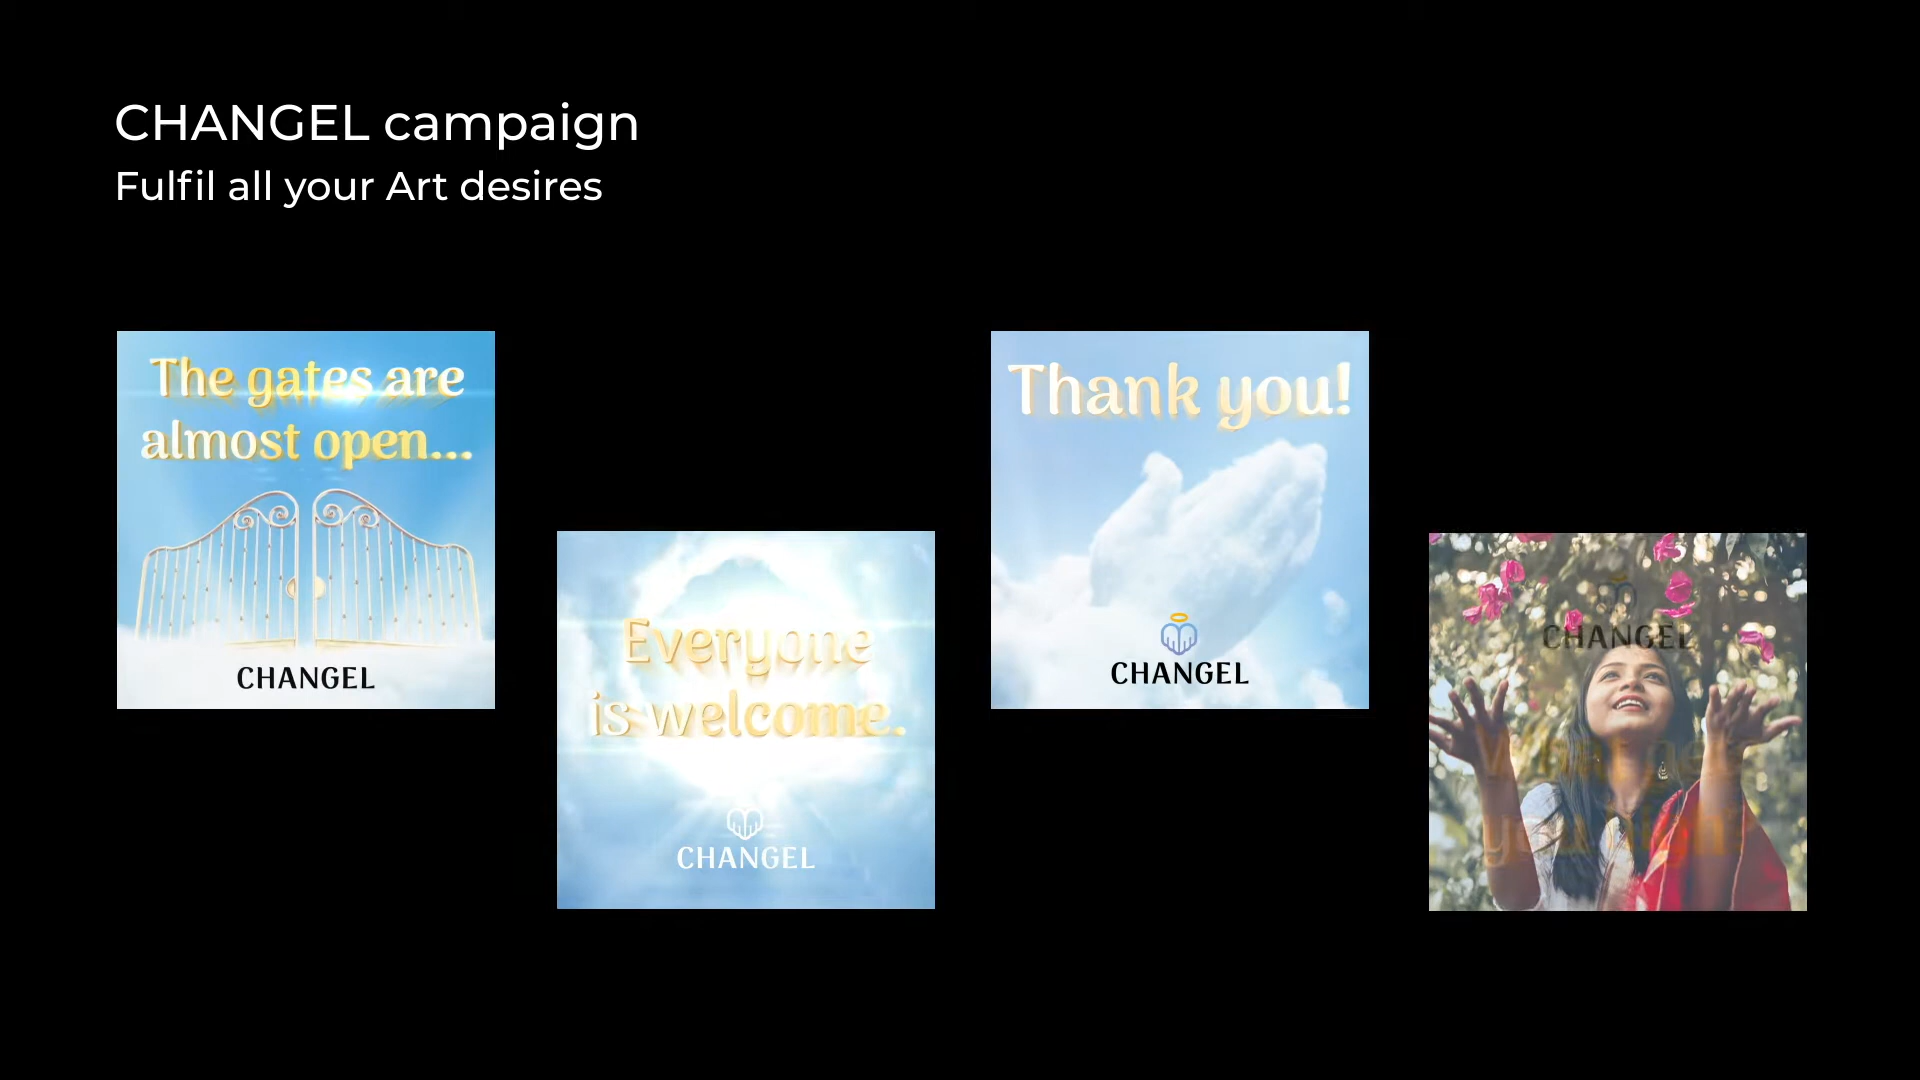 CHANGEL campaign
Fulfil all your Art desires
The gates are
almost open...
CHANGEL
Everyone
is welcome.
CHANGEL
Thank you!
CHANGEL
CHANGEL